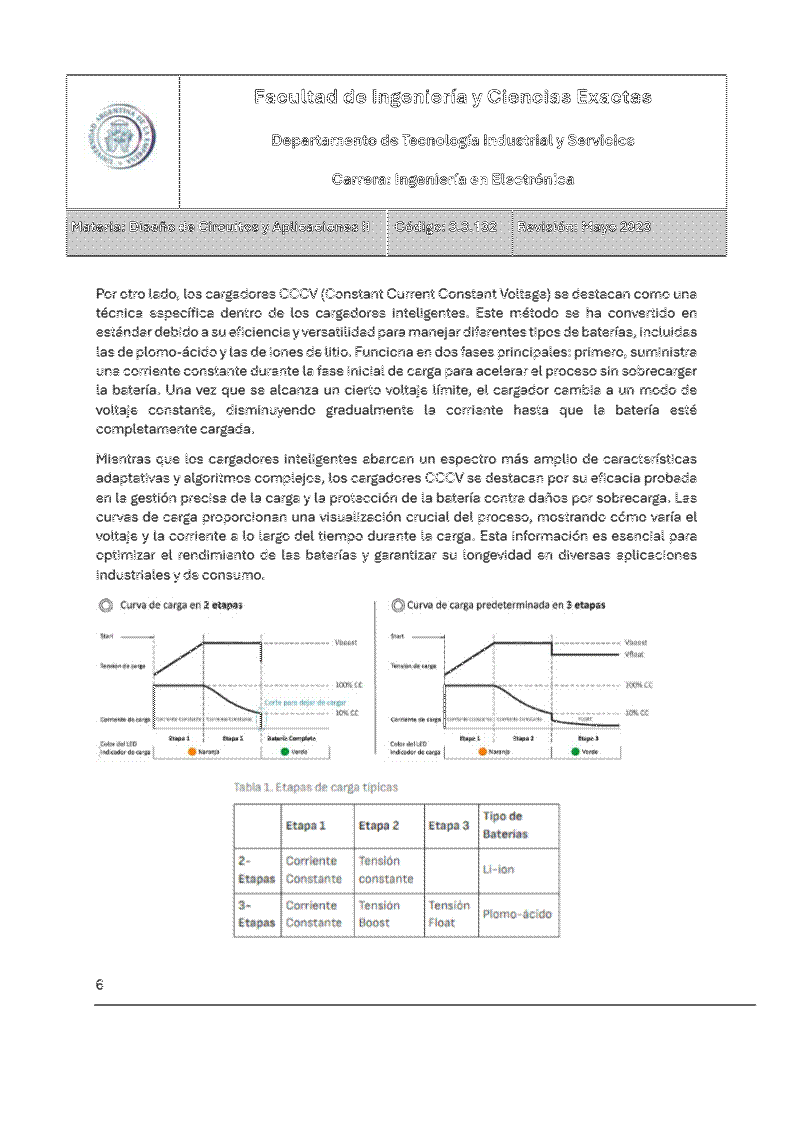 UNIVERSIDAD ARGENTINA DE LA EMPRESA
Facultad de Ingeniería y Ciencias Exactas
Departamento de Tecnología Industrial y Servicios
Carrera: Ingeniería en Electrónica
Materia: Diseño de Circuitos y Aplicaciones II Código: 3.3.132 Revisión: Mayo 2023
Por otro lado, los cargadores CCCV (Constant Current Constant Voltage) se destacan como una
técnica específica dentro de los cargadores inteligentes. Este método se ha convertido en
estándar debido a su eficiencia y versatilidad para manejar diferentes tipos de baterías, incluidas
las de plomo-ácido y las de iones de litio. Funciona en dos fases principales: primero, suministra
una corriente constante durante la fase inicial de carga para acelerar el proceso sin sobrecargar
la batería. Una vez que se alcanza un cierto voltaje límite, el cargador cambia a un modo de
voltaje constante, disminuyendo gradualmente la corriente hasta que la batería esté
completamente cargada.
Mientras que los cargadores inteligentes abarcan un espectro más amplio de características
adaptativas y algoritmos complejos, los cargadores CCCV se destacan por su eficacia probada
en la gestión precisa de la carga y la protección de la batería contra daños por sobrecarga. Las
curvas de carga proporcionan una visualización crucial del proceso, mostrando cómo varía el
voltaje y la corriente a lo largo del tiempo durante la carga. Esta información es esencial para
optimizar el rendimiento de las baterías y garantizar su longevidad en diversas aplicaciones
industriales y de consumo.
Curva de carga en 2 etapas
Start
Vboost
Tensión de carga
100% CC
Corte para dejar de cargar
10% CC
Corriente de carga Corriente Constante Corriente Constante
Etapa 1 Etapa 2 Batería Completa
Color del LED
Indicador de carga Naranja Verde
Curva de carga predeterminada en 3 etapas
Start
Vboost
Vfloat
Tensión de carga
100% CC
10% CC
Corriente de carga Corriente Constante Corriente Constante Float
Etapa 1 Etapa 2 Etapa 3
Color del LED
Indicador de carga Naranja Verde
Tabla 1. Etapas de carga típicas
Etapa 1 Etapa 2 Etapa 3 Tipo de
Baterías
2- Corriente Tensión
Etapas Constante constante Li-ion
3- Corriente Tensión Tensión
Etapas Constante Boost Float Plomo-ácido
6